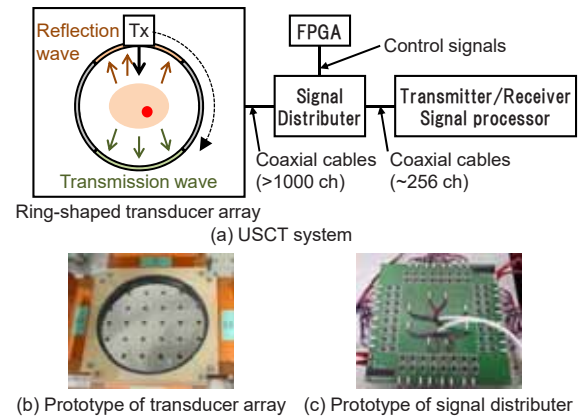 Reflection
wave
Tx
FPGA
Control signals
Signal
Distributer
Transmitter/Receiver
Signal processor
Transmission wave
Coaxial cables
(>1000 ch)
Coaxial cables
(~256 ch)
Ring-shaped transducer array
(a) USCT system
(b) Prototype of transducer array
(c) Prototype of signal distributer